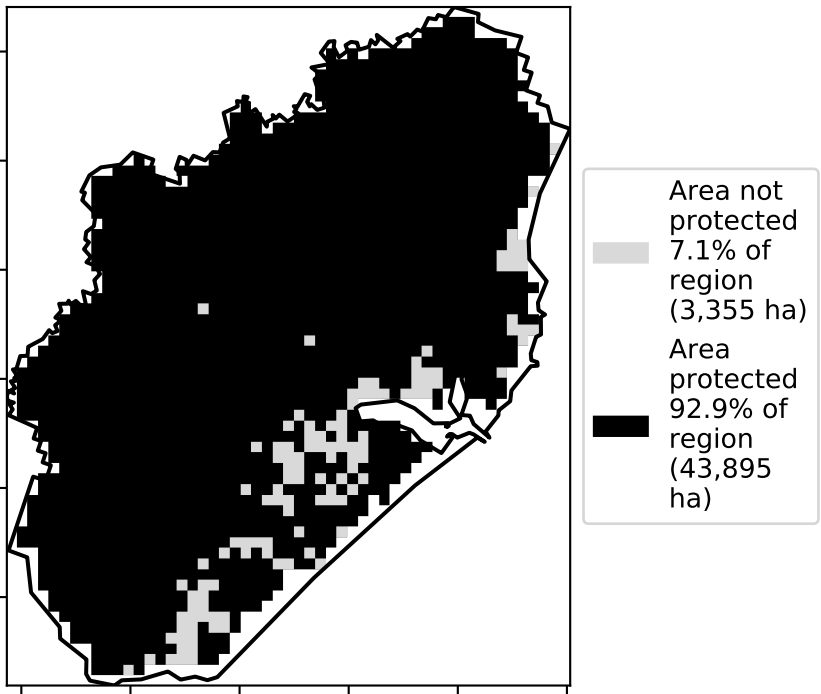 Area not
protected
7.1% of
region
(3,355 ha)
Area
protected
92.9% of
region
(43,895
ha)